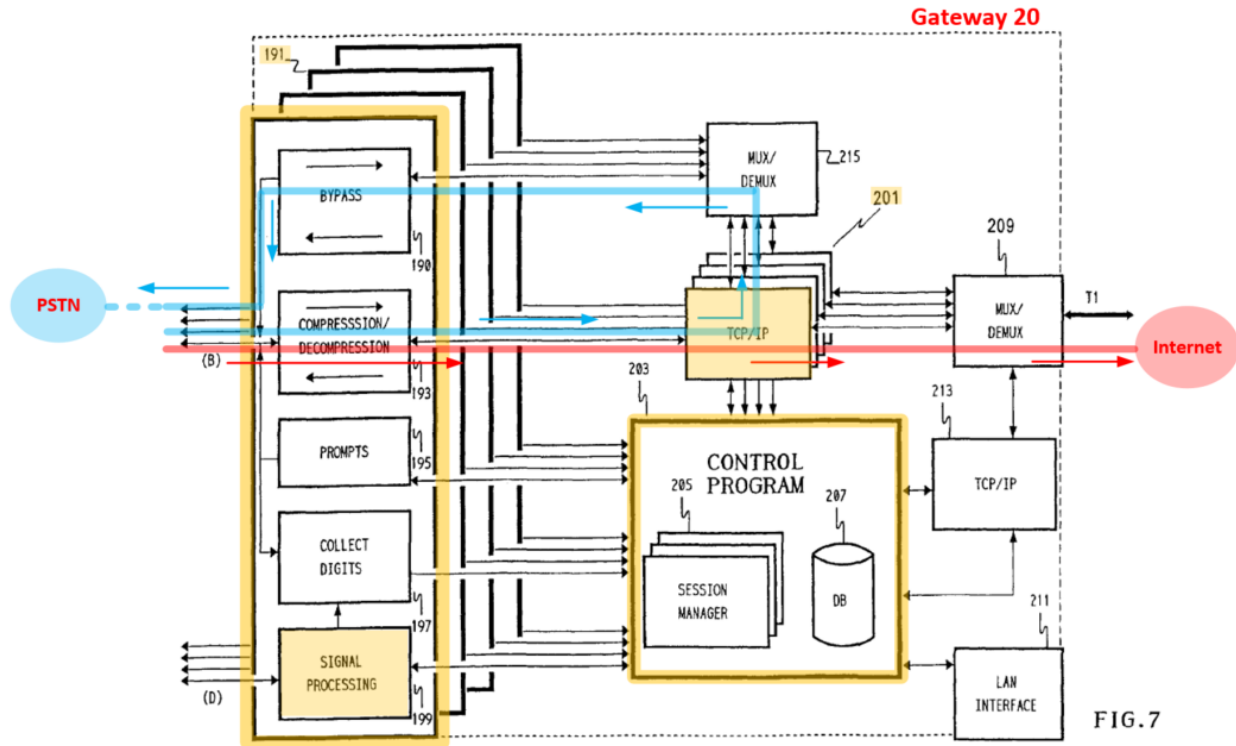 Gateway 20
191
MUX/
DEMUX
215
BYPASS
190
201
209
PSTN
COMPRESSSION/
DECOMPRESSION
(B)
193
TCP/IP
MUX/
DEMUX
T1
Internet
203
213
PROMPTS
195
CONTROL
PROGRAM
TCP/IP
205
207
COLLECT
DIGITS
197
SESSION
MANAGER
DB
211
SIGNAL
PROCESSING
(D)
199
LAN
INTERFACE
FIG.7